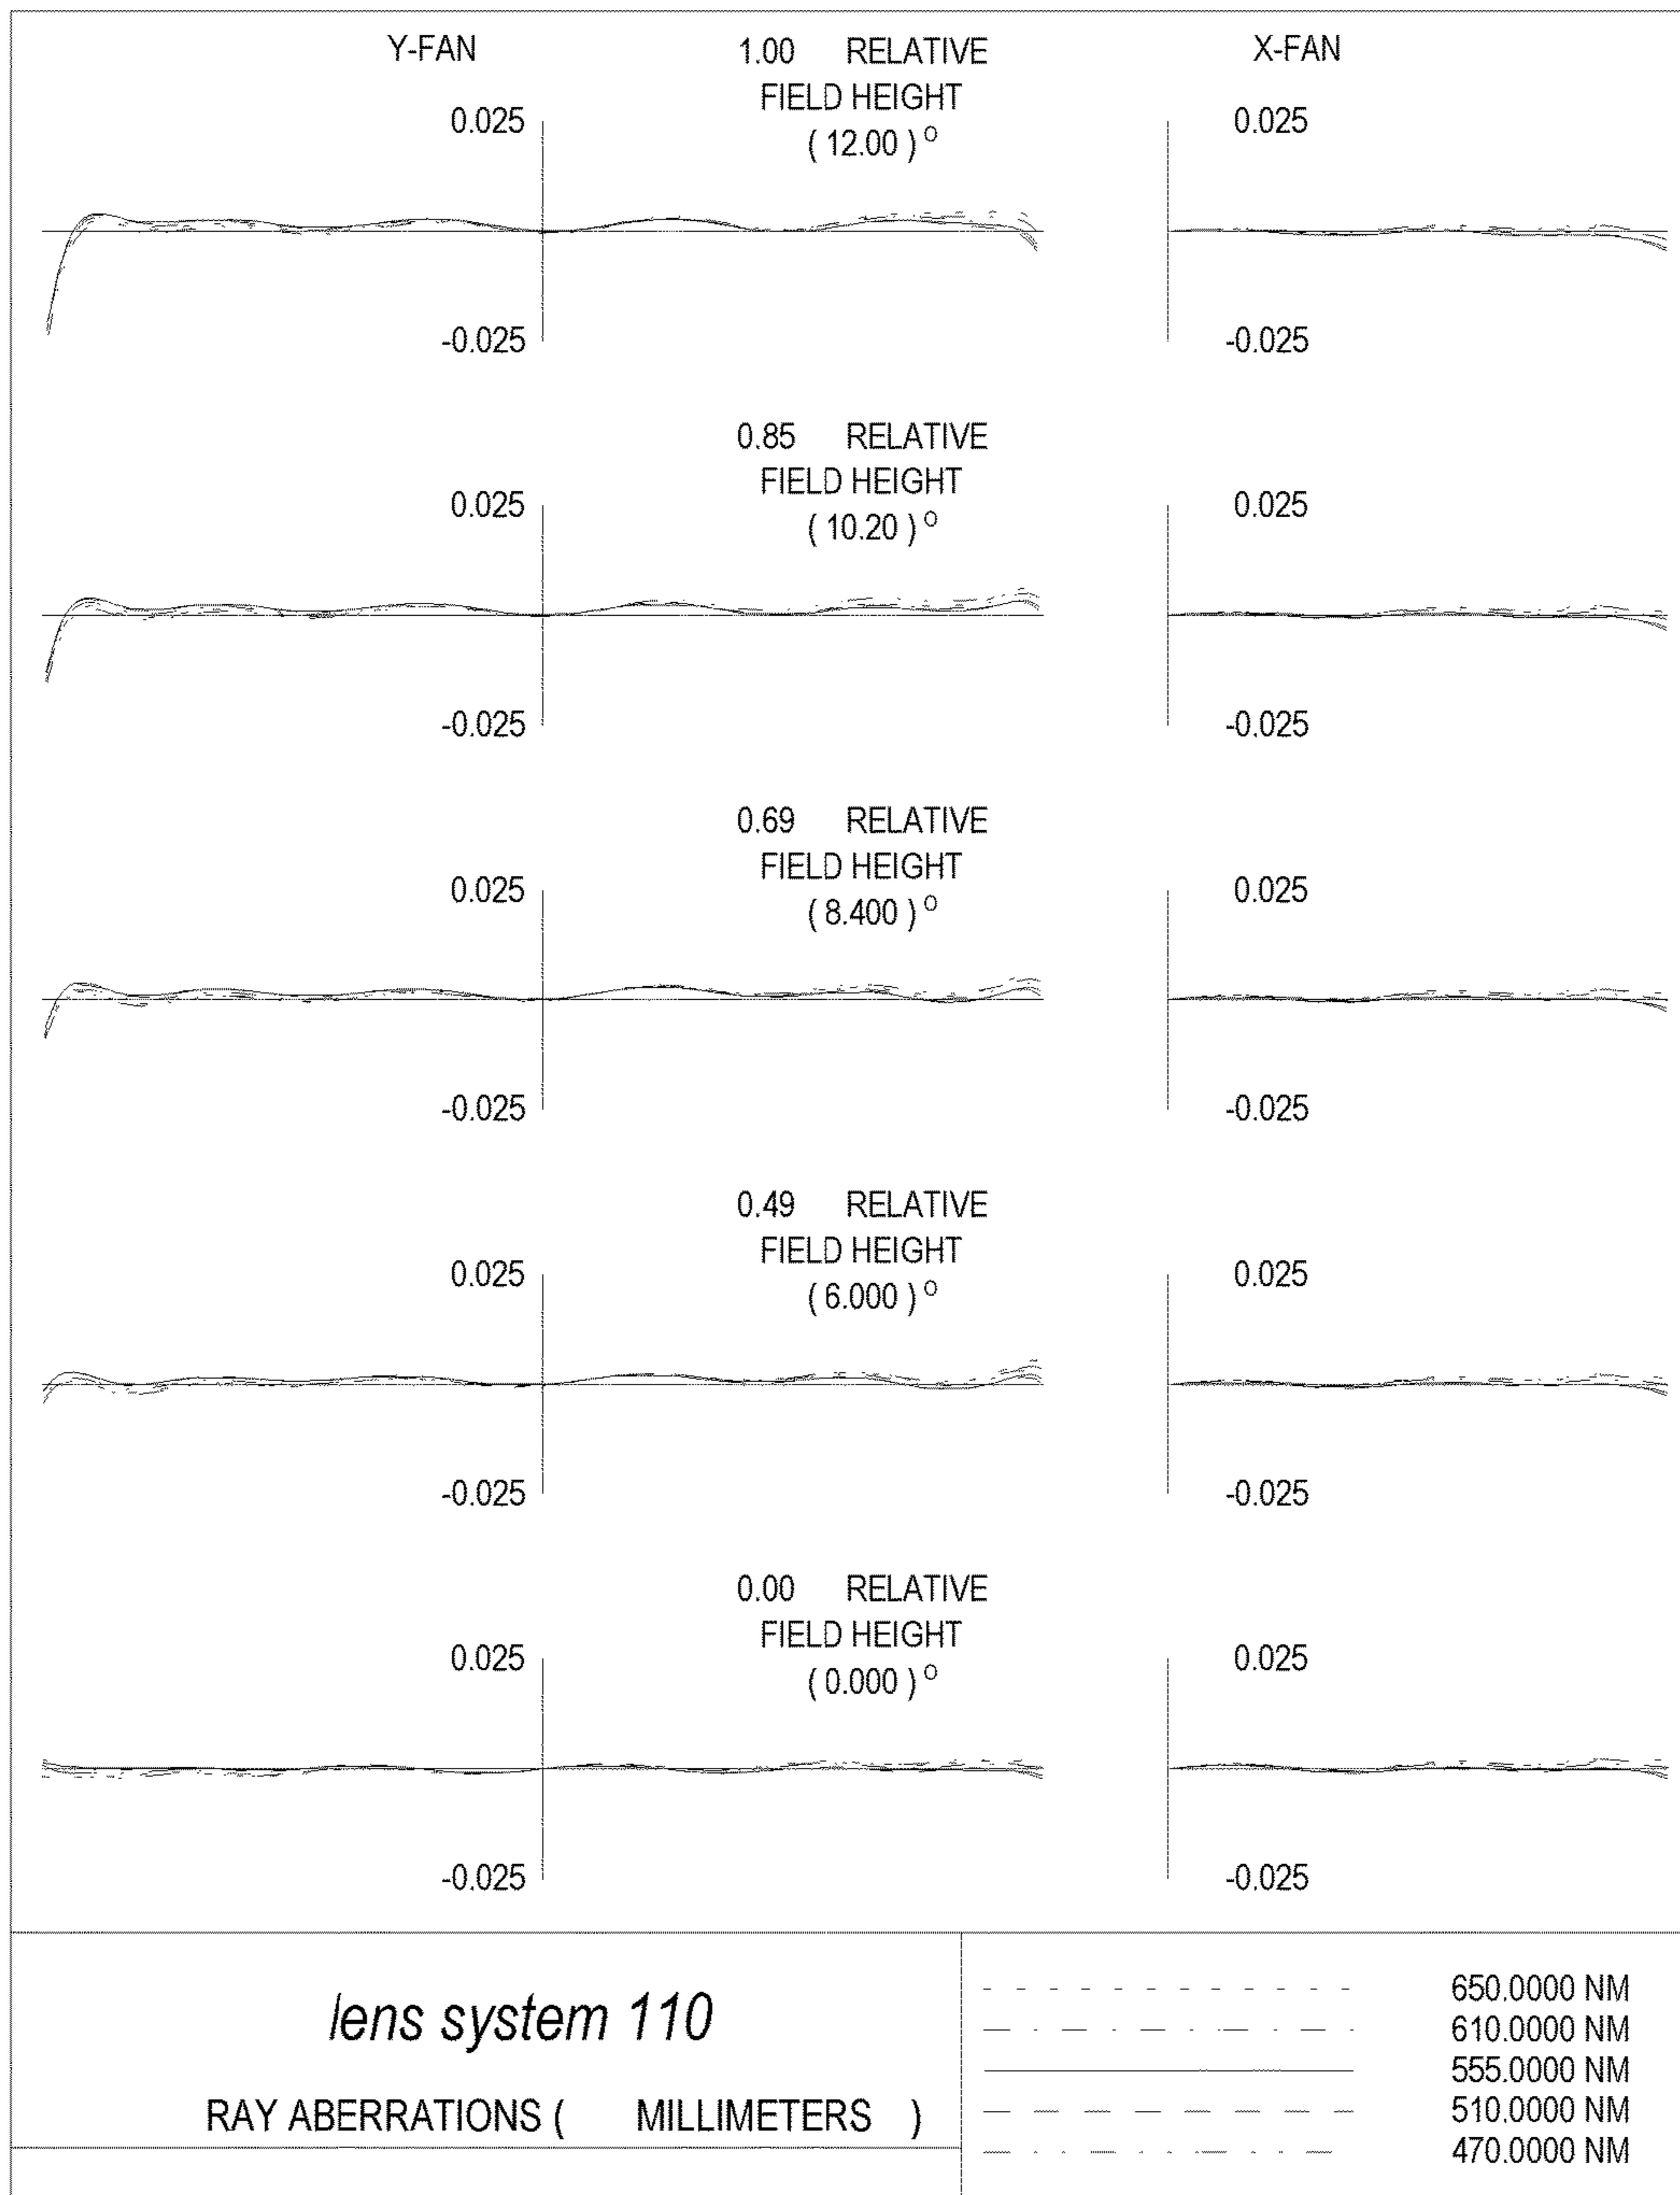 Y-FAN 1.00 RELATIVE X-FAN
FIELD HEIGHT
0.025 ( 12.00 ) O 0.025
-0.025 -0.025
0.85 RELATIVE
FIELD HEIGHT
0.025 ( 10.20 ) O 0.025
-0.025 -0.025
0.69 RELATIVE
FIELD HEIGHT
0.025 ( 8.400 ) O 0.025
-0.025 -0.025
0.49 RELATIVE
FIELD HEIGHT
0.025 ( 6.000 ) O 0.025
-0.025 -0.025
0.00 RELATIVE
FIELD HEIGHT
0.025 ( 0.000 ) O 0.025
-0.025 -0.025
lens system 110
RAY ABERRATIONS ( MILLIMETERS )
650.0000 NM
610.0000 NM
555.0000 NM
510.0000 NM
470.0000 NM